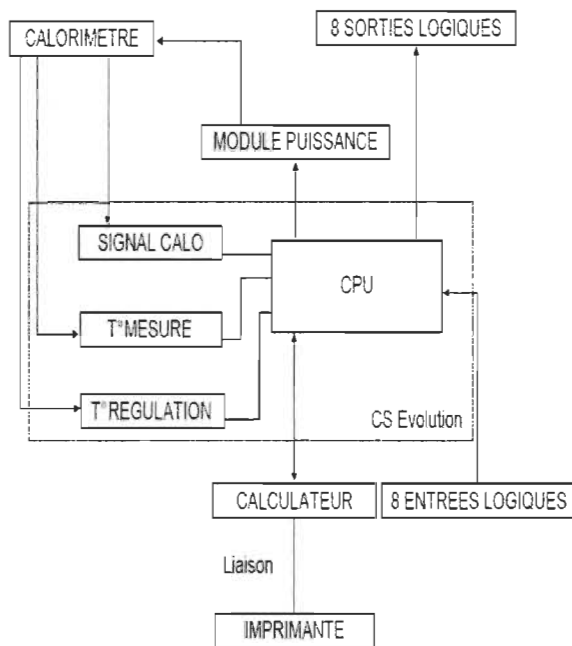 CALORIMETRE
8 SORTIES LOGIQUES
MODULE PUISSANCE
SIGNAL CALO
CPU
T°MESURE
T°REGULATION
CS Evolution
CALCULATEUR
8 ENTREES LOGIQUES
Liaison
IMPRIMANTE